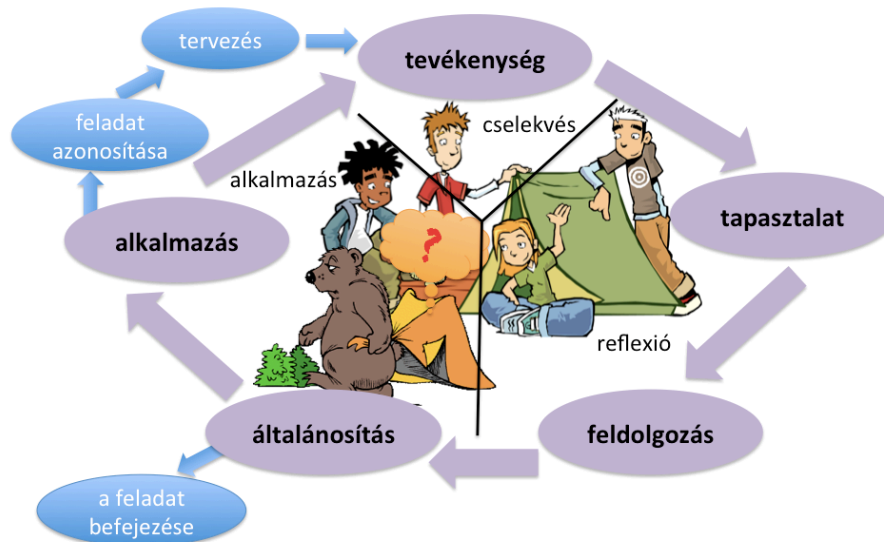 tervezés
tevékenység
cselekvés
feladat
azonosítása
alkalmazás
tapasztalat
alkalmazás
?
reflexió
általánosítás
feldolgozás
a feladat
befejezése